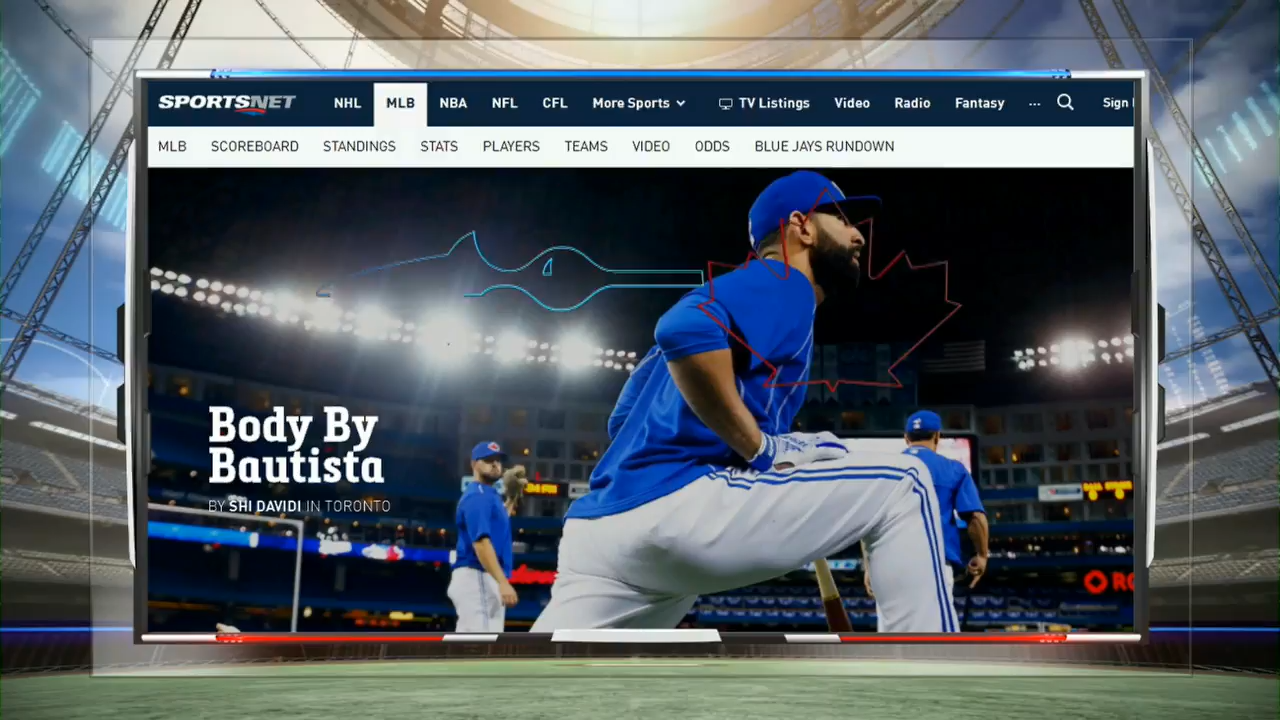 SPORTSNET NHL MLB NBA NFL CFL More Sports TV Listings Video Radio Fantasy ... Sign
MLB SCOREBOARD STANDINGS STATS PLAYERS TEAMS VIDEO ODDS BLUE JAYS RUNDOWN
Body By
Bautista
BY SHI DAVIDI IN TORONTO